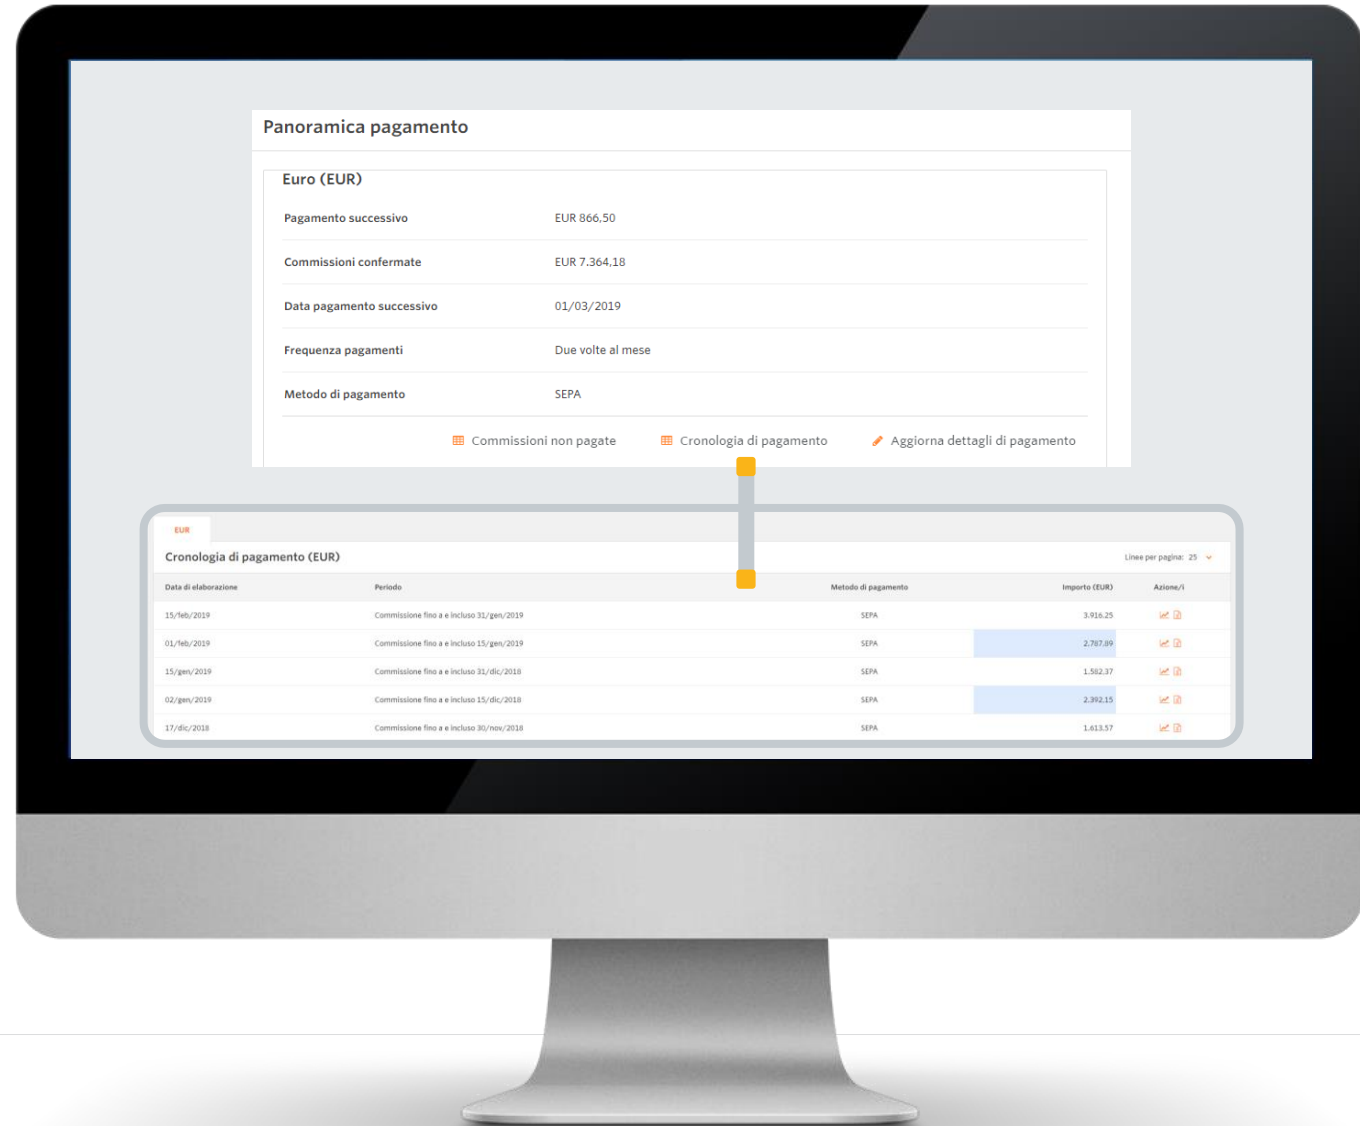 Panoramica pagamento
Euro (EUR)
Pagamento successivo EUR 866,50
Commissioni confermate EUR 7.364,18
Data pagamento successivo 01/03/2019
Frequenza pagamenti Due volte al mese
Metodo di pagamento SEPA
Commissioni non pagate Cronologia di pagamento Aggiorna dettagli di pagamento
EUR
Cronologia di pagamento (EUR) Linee per pagina: 25
Data di elaborazione Periodo Metodo di pagamento Importo (EUR) Azione/i
15/feb/2019 Commissione fino a e incluso 31/gen/2019 SEPA 3.916.25
01/feb/2019 Commissione fino a e incluso 15/gen/2019 SEPA 2.787.89
15/gen/2019 Commissione fino a e incluso 31/dic/2018 SEPA 1.582.37
02/gen/2019 Commissione fino a e incluso 15/dic/2018 SEPA 2.392.15
17/dic/2018 Commissione fino a e incluso 30/nov/2018 SEPA 1.613.57